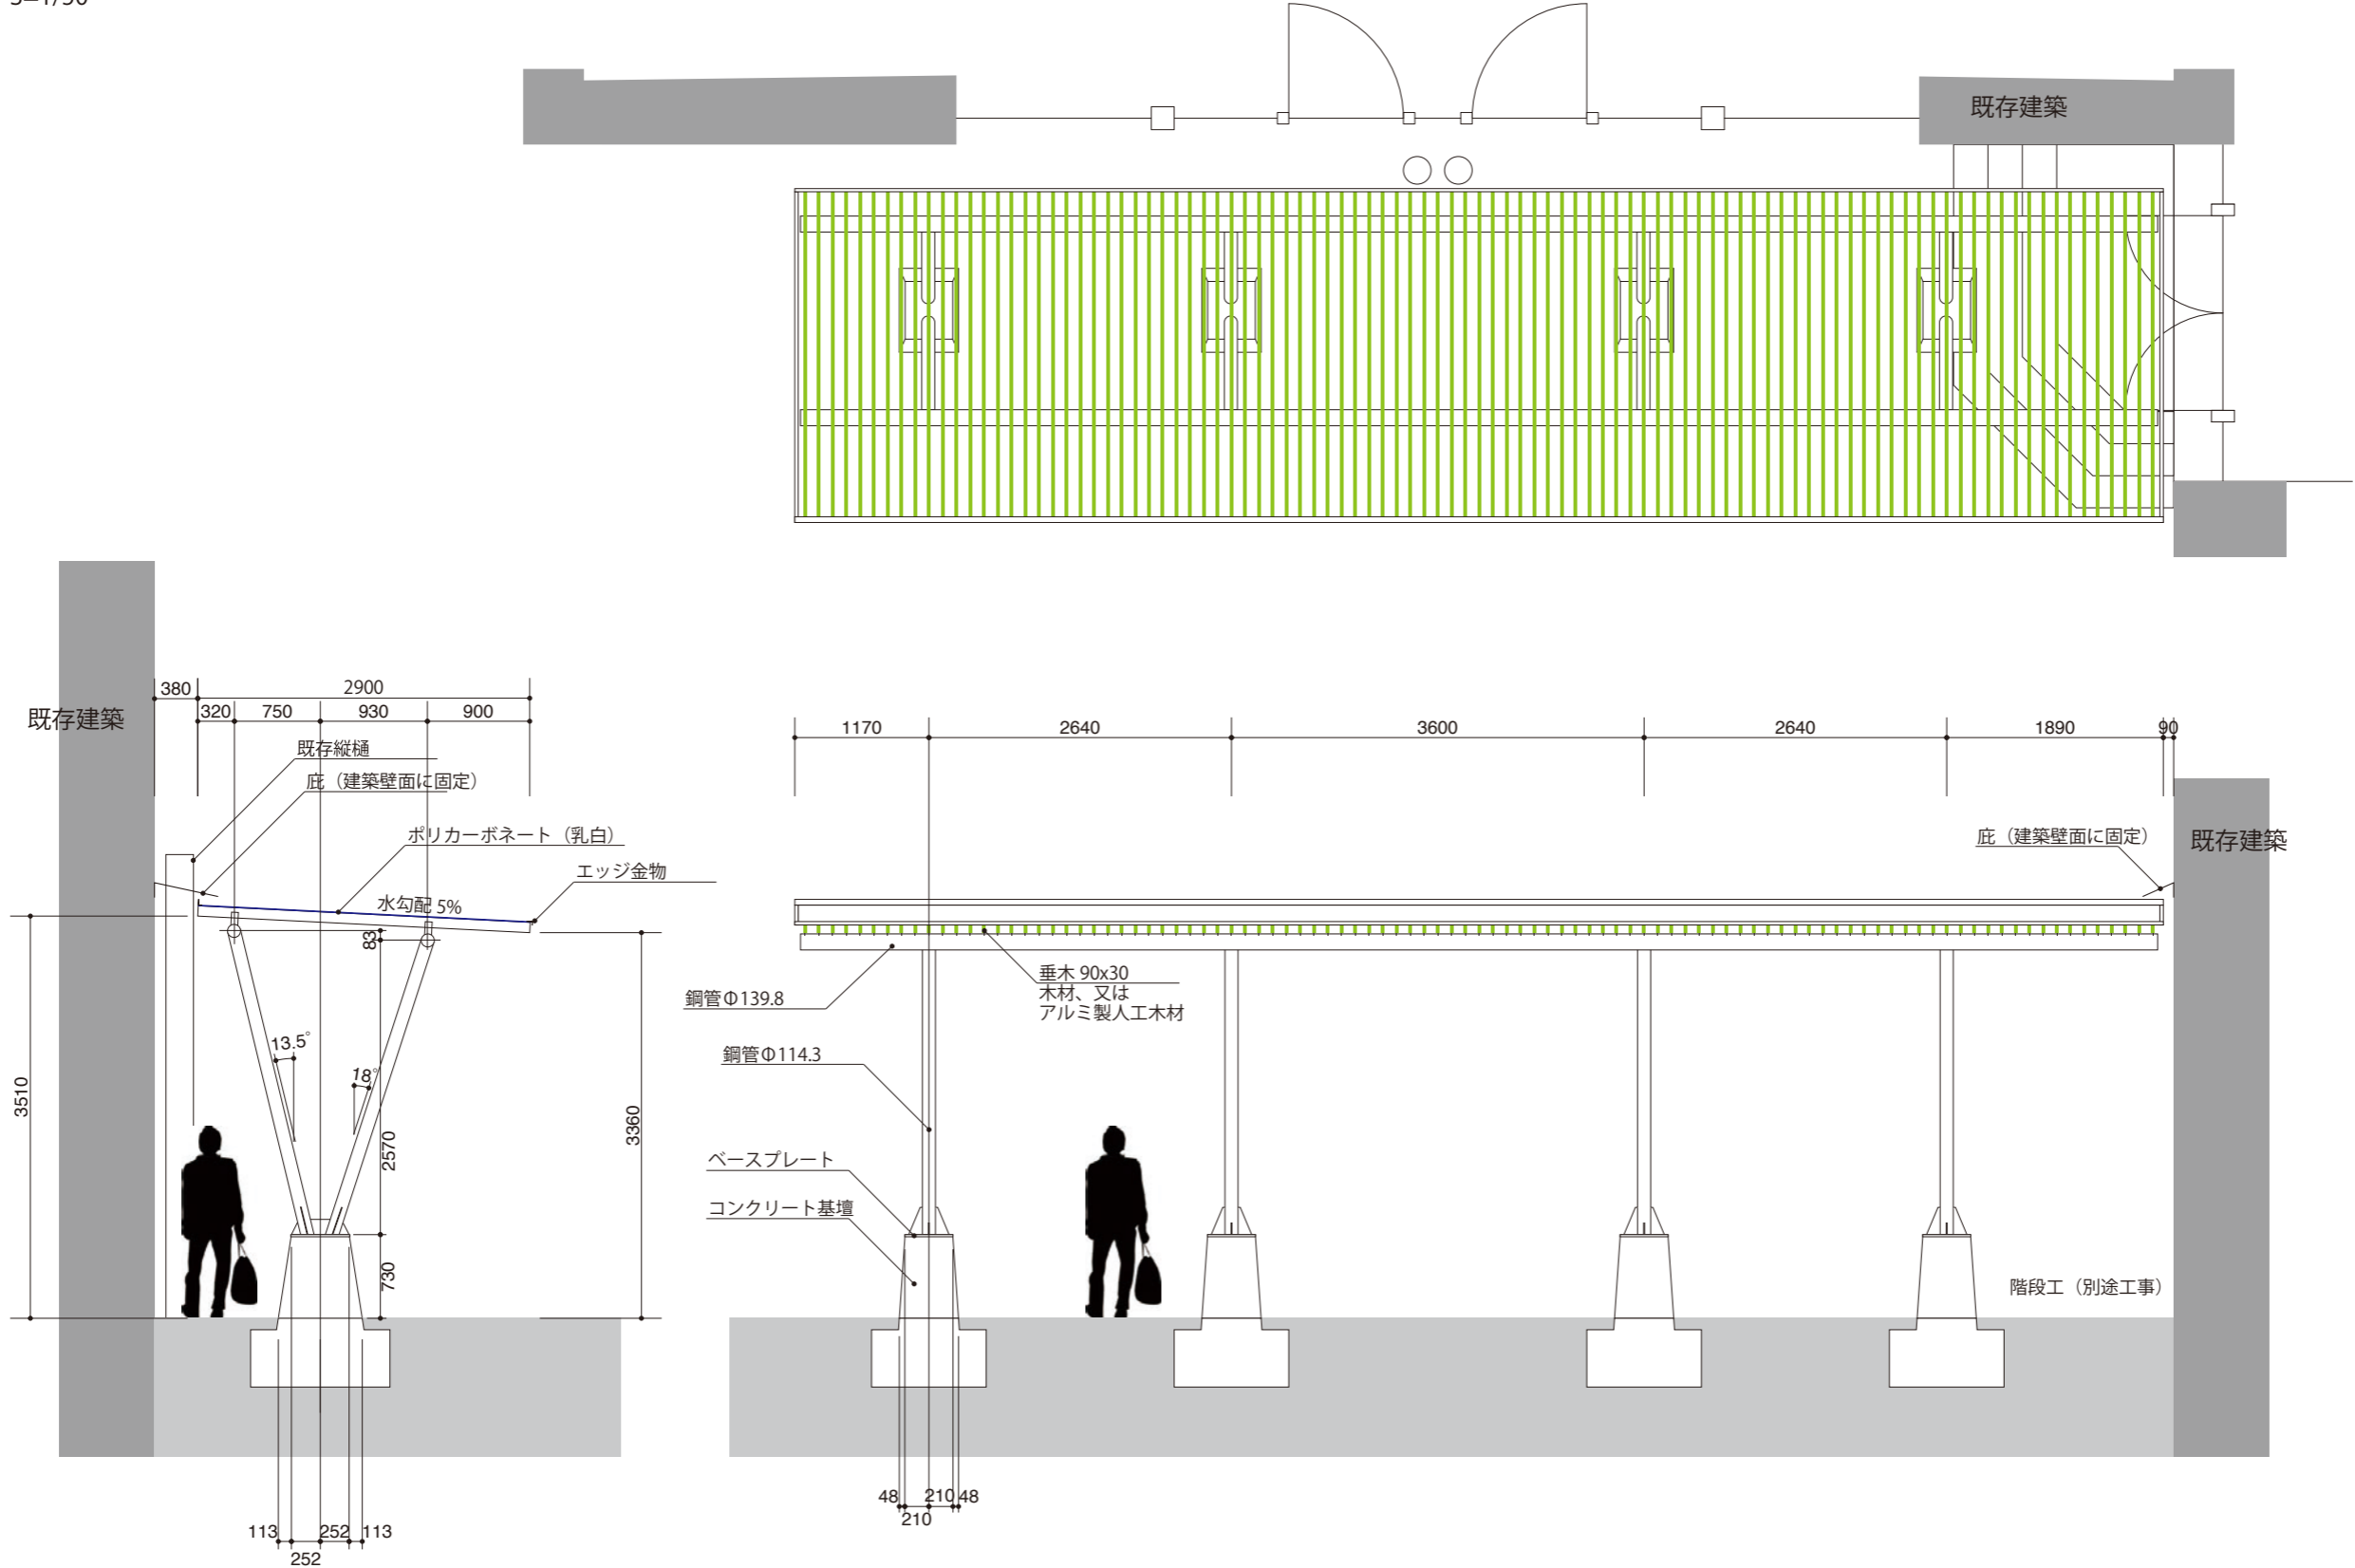 既存建築
380
2900
320
750
930
900
既存建築
既存縦樋
庇（建築壁面に固定）
ポリカーボネート（乳白）
エッジ金物
水勾配 5%
83
13.5°
18°
3510
2570
3360
730
113
252
113
252
1170
2640
3600
2640
1890
90
庇（建築壁面に固定）
既存建築
垂木 90x30
木材、又は
アルミ製人工木材
鋼管Φ139.8
鋼管Φ114.3
ベースプレート
コンクリート基壇
階段工（別途工事）
48
210
48
210